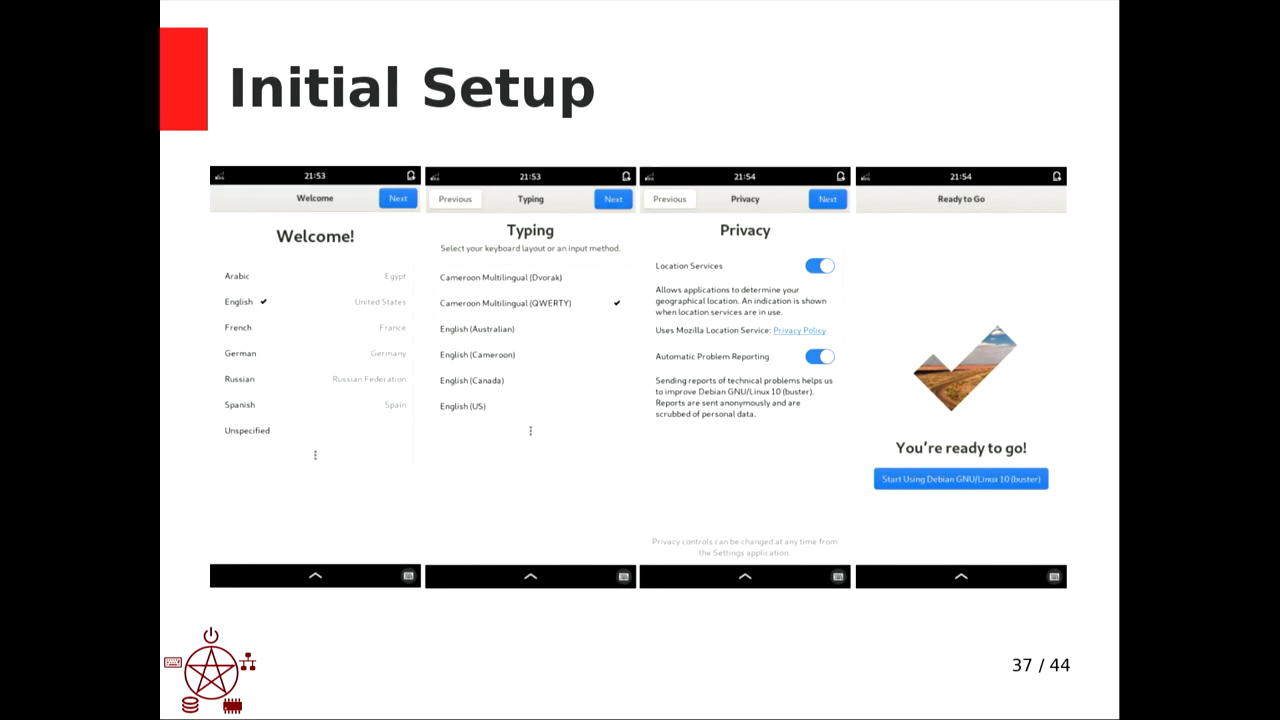 Initial Setup
21:53
Welcome
Next
Welcome!
Arabic Egypt
English ✔ United States
French France
German Germany
Russian Russian Federation
Spanish Spain
Unspecified
21:53
Previous
Typing
Next
Typing
Select your keyboard layout or an input method.
Cameroon Multilingual (Dvorak)
Cameroon Multilingual (QWERTY) ✔
English (Australian)
English (Cameroon)
English (Canada)
English (US)
21:54
Previous
Privacy
Next
Privacy
Location Services
Allows applications to determine your
geographical location. An indication is shown
when location services are in use.
Uses Mozilla Location Service: Privacy Policy
Automatic Problem Reporting
Sending reports of technical problems helps us
to improve Debian GNU/Linux 10 (buster).
Reports are sent anonymously and are
scrubbed of personal data.
Privacy controls can be changed at any time from
the Settings application.
21:54
Ready to Go
You're ready to go!
Start Using Debian GNU/Linux 10 (buster)
37 / 44